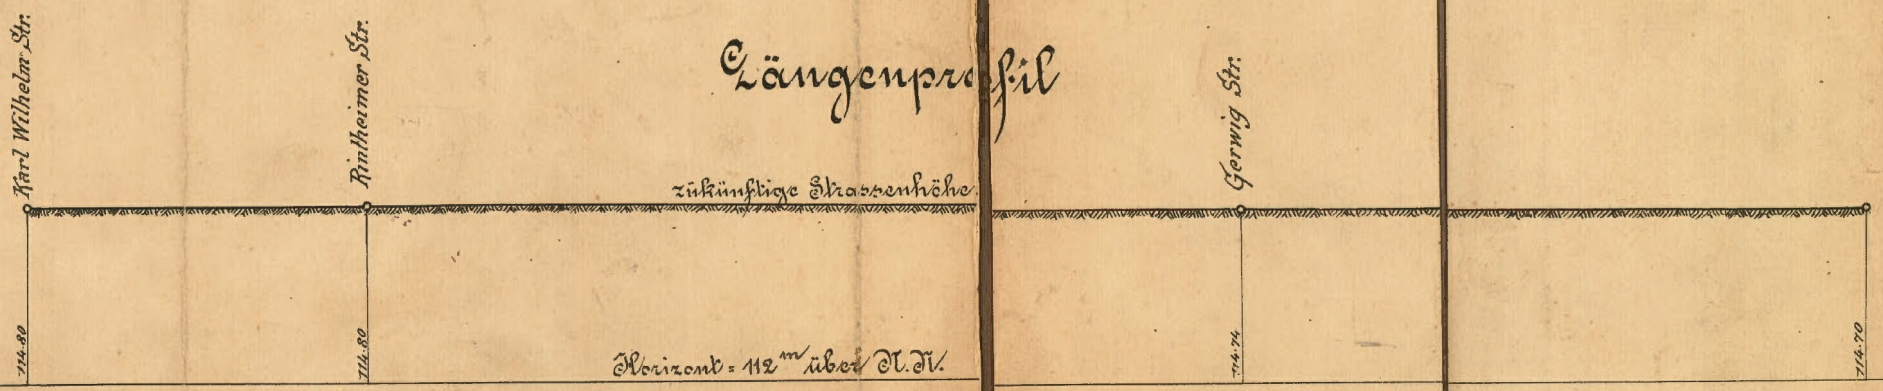 Längenprofil
Karl Wilhelm Str.
Rintheimer Str.
Gerwig Str.
zukünftige Strassenhöhe
114.80
114.80
114.74
114.70
Horizont = 112 m über N.N.